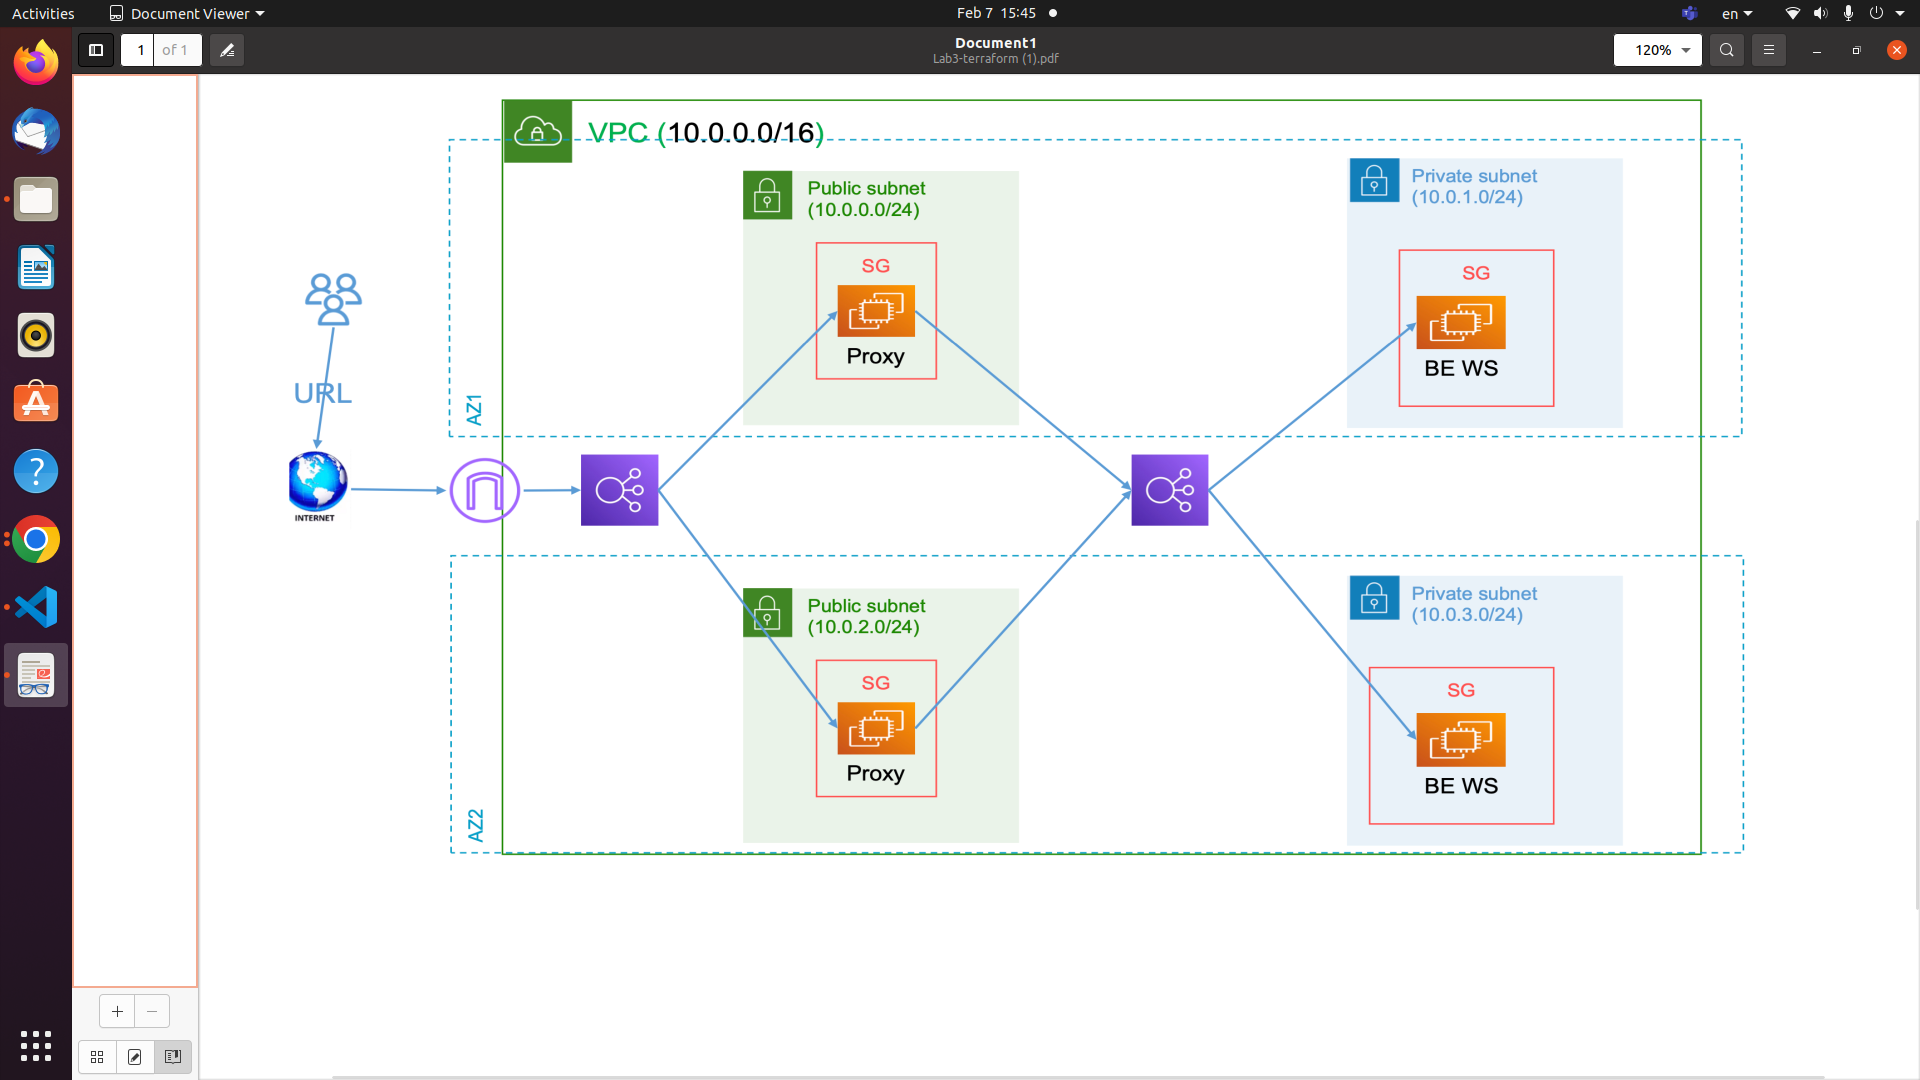 Activities
Document Viewer
Feb 7 15:45
en
1
of 1
Document1
Lab3-terraform (1).pdf
120%
VPC (10.0.0.0/16)
Public subnet
(10.0.0.0/24)
Private subnet
(10.0.1.0/24)
SG
Proxy
SG
BE WS
URL
AZ1
INTERNET
Public subnet
(10.0.2.0/24)
Private subnet
(10.0.3.0/24)
SG
Proxy
SG
BE WS
AZ2